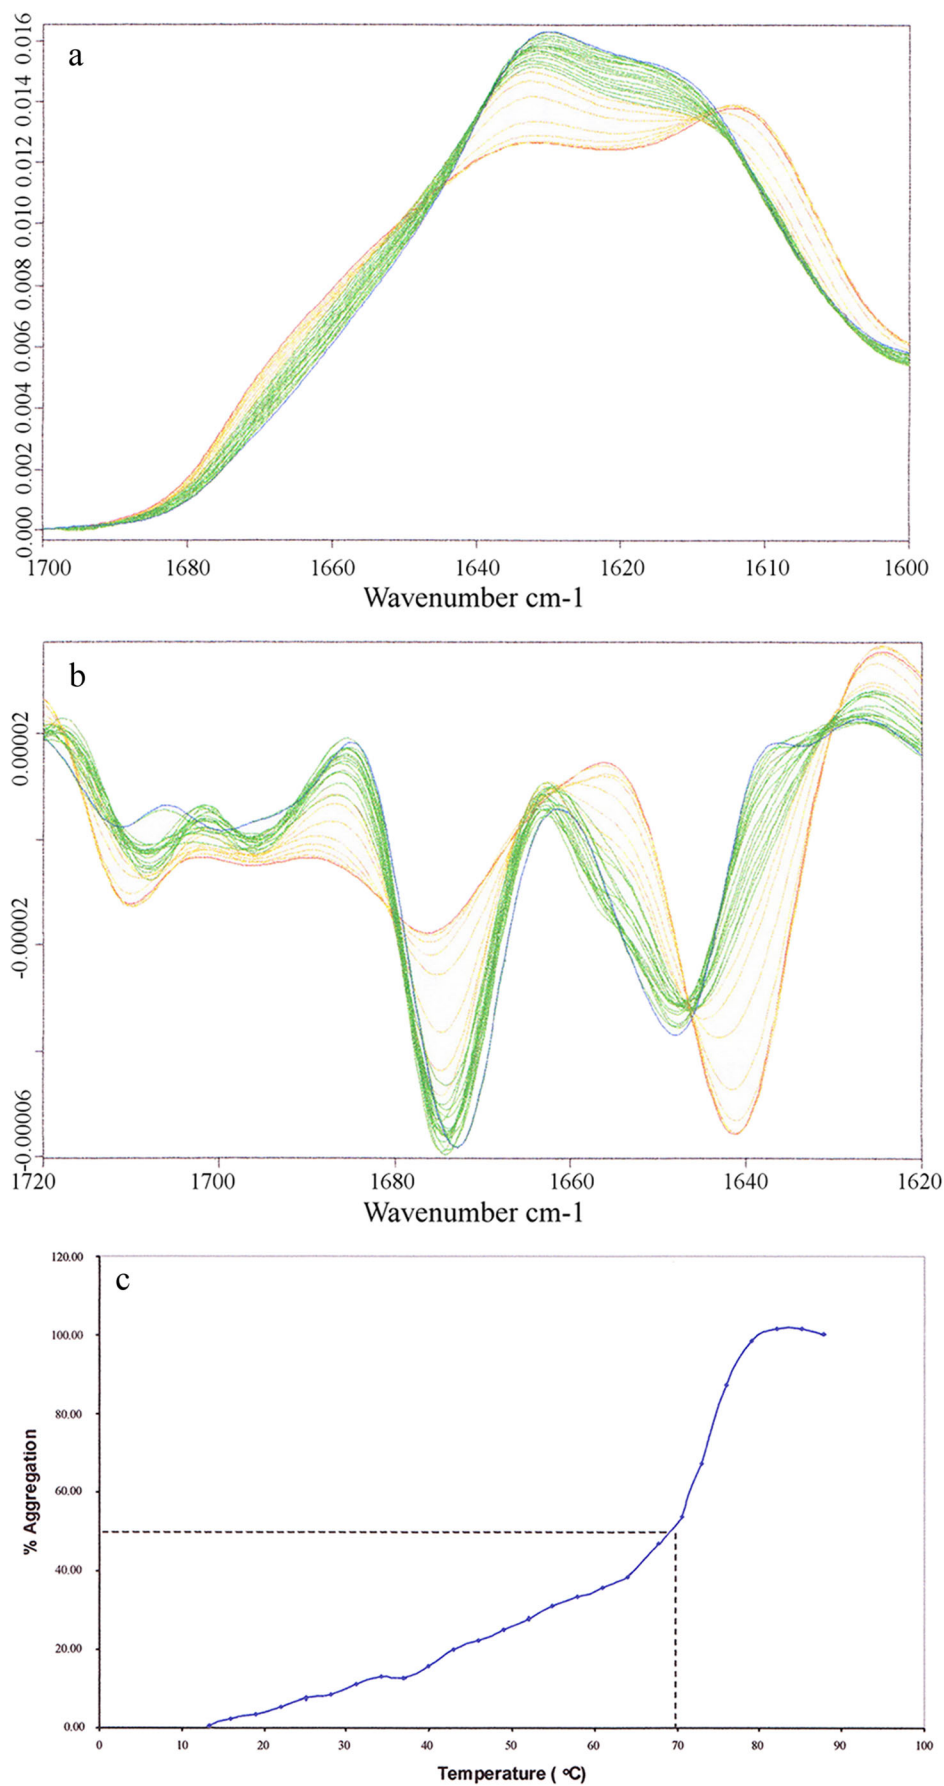 a
0.016
0.014
0.012
0.010
0.008
0.006
0.004
0.002
0.000
1700 1680 1660 1640 1620 1610 1600
Wavenumber cm-1
b
0.00002
-0.00002
-0.00006
1720 1700 1680 1660 1640 1620
Wavenumber cm-1
c
120.00
100.00
80.00
60.00
40.00
20.00
0.00
% Aggregation
0 10 20 30 40 50 60 70 80 90 100
Temperature ( °C)